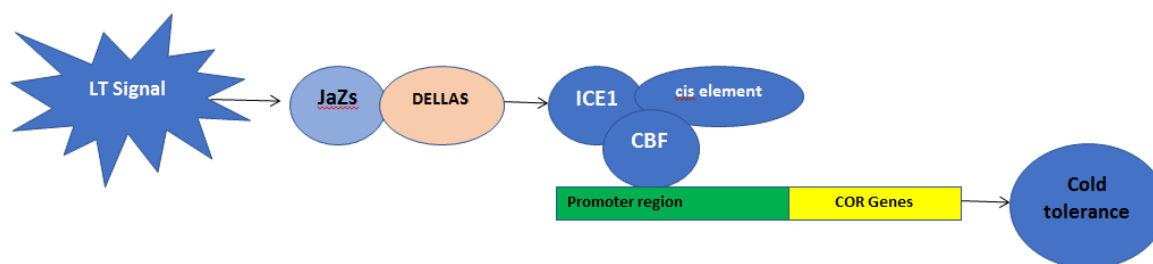 LT Signal
JaZs
DELLAS
ICE1
cis element
CBF
Promoter region
COR Genes
Cold
tolerance